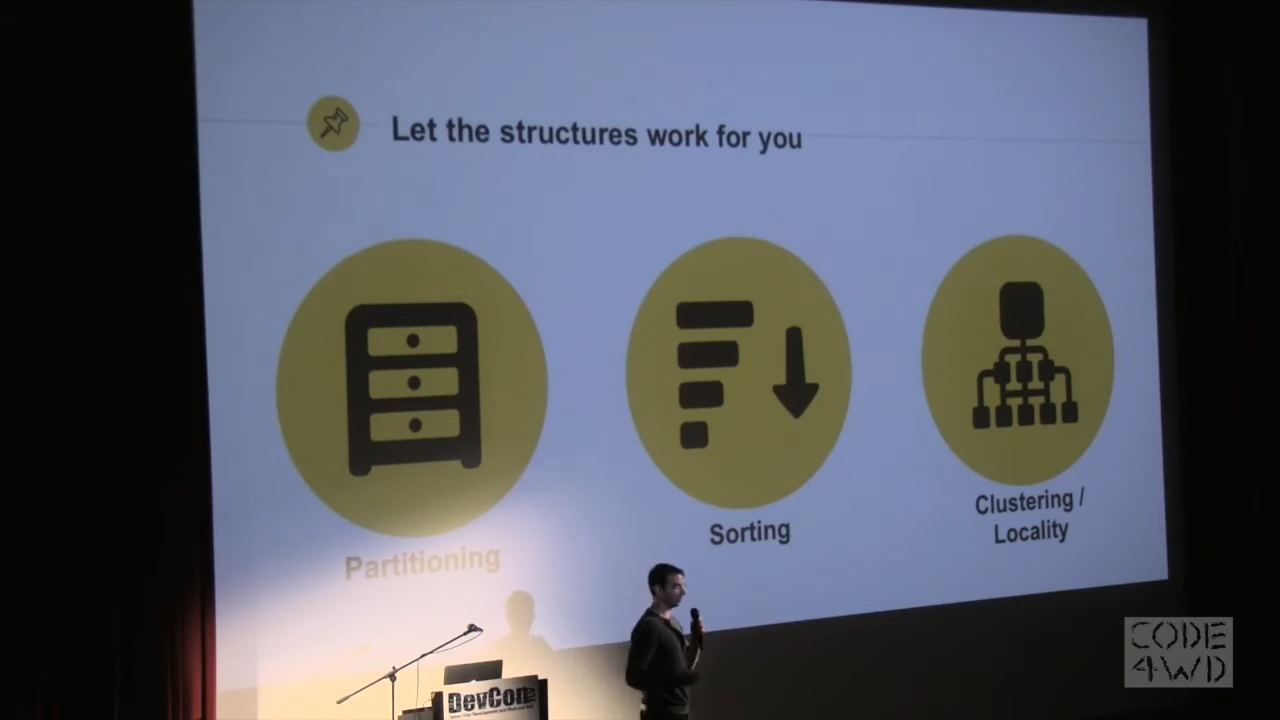 Let the structures work for you
Partitioning
Sorting
Clustering /
Locality
DevCon
CODE
4WD